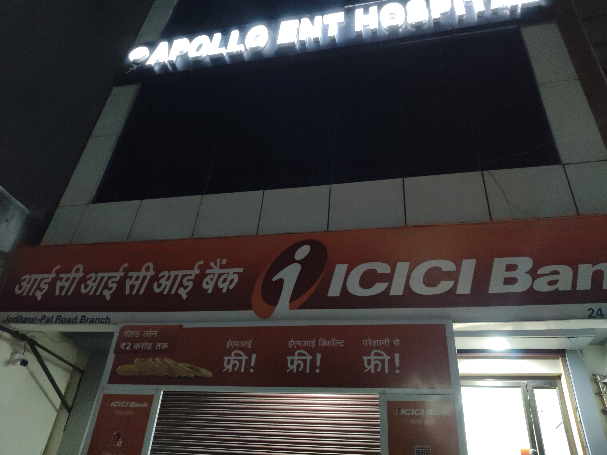 APOLLO ENT HOSPITAL
आई सी आई सी आई बैंक ICICI Ban
Jodhpur-Pal Road Branch 24
गोल्ड लोन
₹2 करोड़ तक
ईएमआई फ्री!
ईएमआई डिफॉल्ट फ्री!
परेशानी से फ्री!
ICICI Bank
ICICI Bank